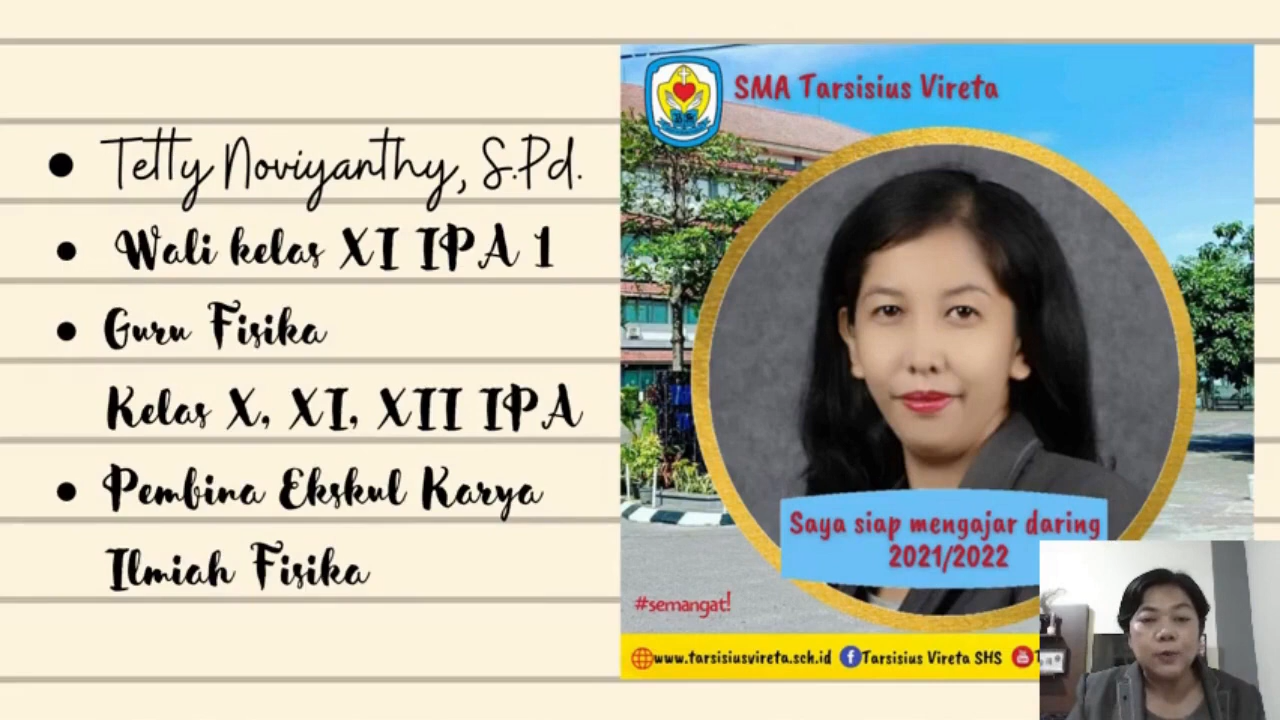 Tetty Noviyanthy, S.Pd.
Wali kelas XI IPA 1
Guru Fisika
Kelas X, XI, XII IPA
Pembina Ekskul Karya
Ilmiah Fisika
SMA Tarsisius Vireta
Saya siap mengajar daring
2021/2022
#semangat!
www.tarsisiusvireta.sch.id Tarsisius Vireta SHS